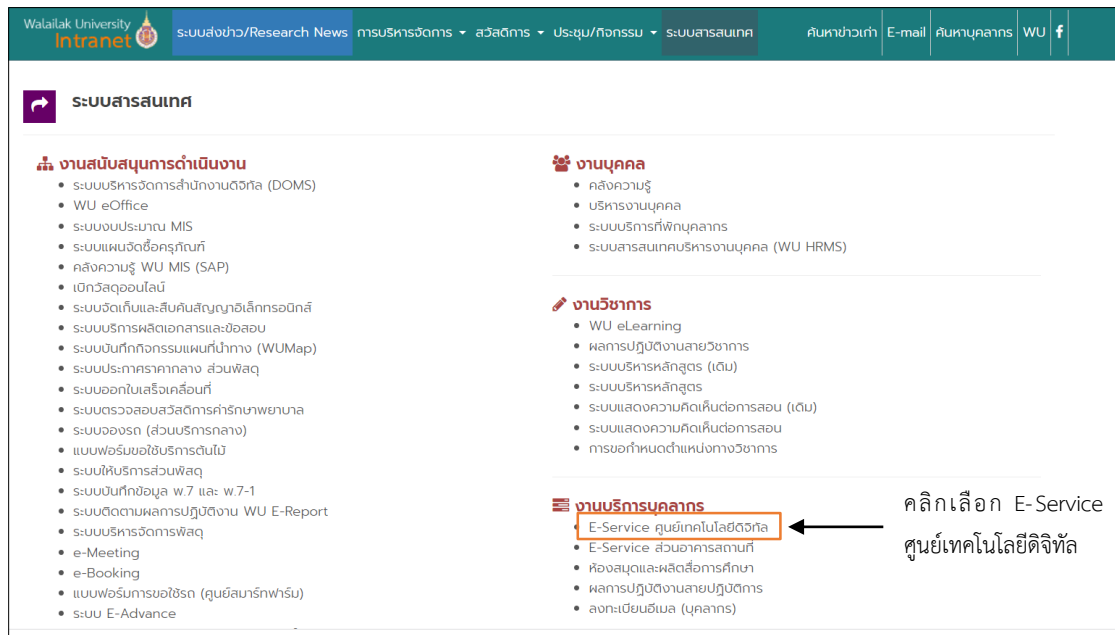 Walailak University
Intranet
ระบบส่งข่าว/Research News การบริหารจัดการ สวัสดิการ ประชุม/กิจกรรม ระบบสารสนเทศ ค้นหาข่าวเก่า E-mail ค้นหาบุคลากร WU f
ระบบสารสนเทศ
งานสนับสนุนการดำเนินงาน
ระบบบริหารจัดการสำนักงานดิจิทัล (DOMS)
WU eOffice
ระบบงบประมาณ MIS
ระบบแผนจัดซื้อครุภัณฑ์
คลังความรู้ WU MIS (SAP)
เบิกวัสดุออนไลน์
ระบบจัดเก็บและสืบค้นสัญญาอิเล็กทรอนิกส์
ระบบบริการผลิตเอกสารและข้อสอบ
ระบบบันทึกกิจกรรมแผนที่นำทาง (WUMap)
ระบบประกาศราคากลาง ส่วนพัสดุ
ระบบออกใบเสร็จเคลื่อนที่
ระบบตรวจสอบสวัสดิการค่ารักษาพยาบาล
ระบบจองรถ (ส่วนบริการกลาง)
แบบฟอร์มขอใช้บริการต้นไม้
ระบบให้บริการส่วนพัสดุ
ระบบบันทึกข้อมูล พ.7 และ พ.7-1
ระบบติดตามผลการปฏิบัติงาน WU E-Report
ระบบบริหารจัดการพัสดุ
e-Meeting
e-Booking
แบบฟอร์มการขอใช้รถ (ศูนย์สมาร์ทฟาร์ม)
ระบบ E-Advance
งานบุคคล
คลังความรู้
บริหารงานบุคคล
ระบบบริการที่พักบุคลากร
ระบบสารสนเทศบริหารงานบุคคล (WU HRMS)
งานวิชาการ
WU eLearning
ผลการปฏิบัติงานสายวิชาการ
ระบบบริหารหลักสูตร (เดิม)
ระบบบริหารหลักสูตร
ระบบแสดงความคิดเห็นต่อการสอน (เดิม)
ระบบแสดงความคิดเห็นต่อการสอน
การขอกำหนดตำแหน่งทางวิชาการ
งานบริการบุคลากร
E-Service ศูนย์เทคโนโลยีดิจิทัล
E-Service ส่วนอาคารสถานที่
ห้องสมุดและผลิตสื่อการศึกษา
ผลการปฏิบัติงานสายปฏิบัติการ
ลงทะเบียนอีเมล (บุคลากร)
คลิกเลือก E-Service
ศูนย์เทคโนโลยีดิจิทัล